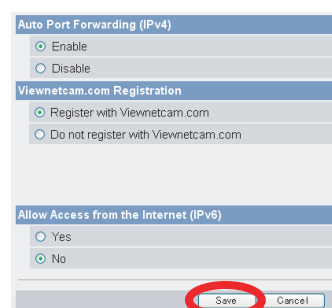 Auto Port Forwarding (IPv4)
Enable
Disable
Viewnetcam.com Registration
Register with Viewnetcam.com
Do not register with Viewnetcam.com
Allow Access from the Internet (IPv6)
Yes
No
Save Cancel